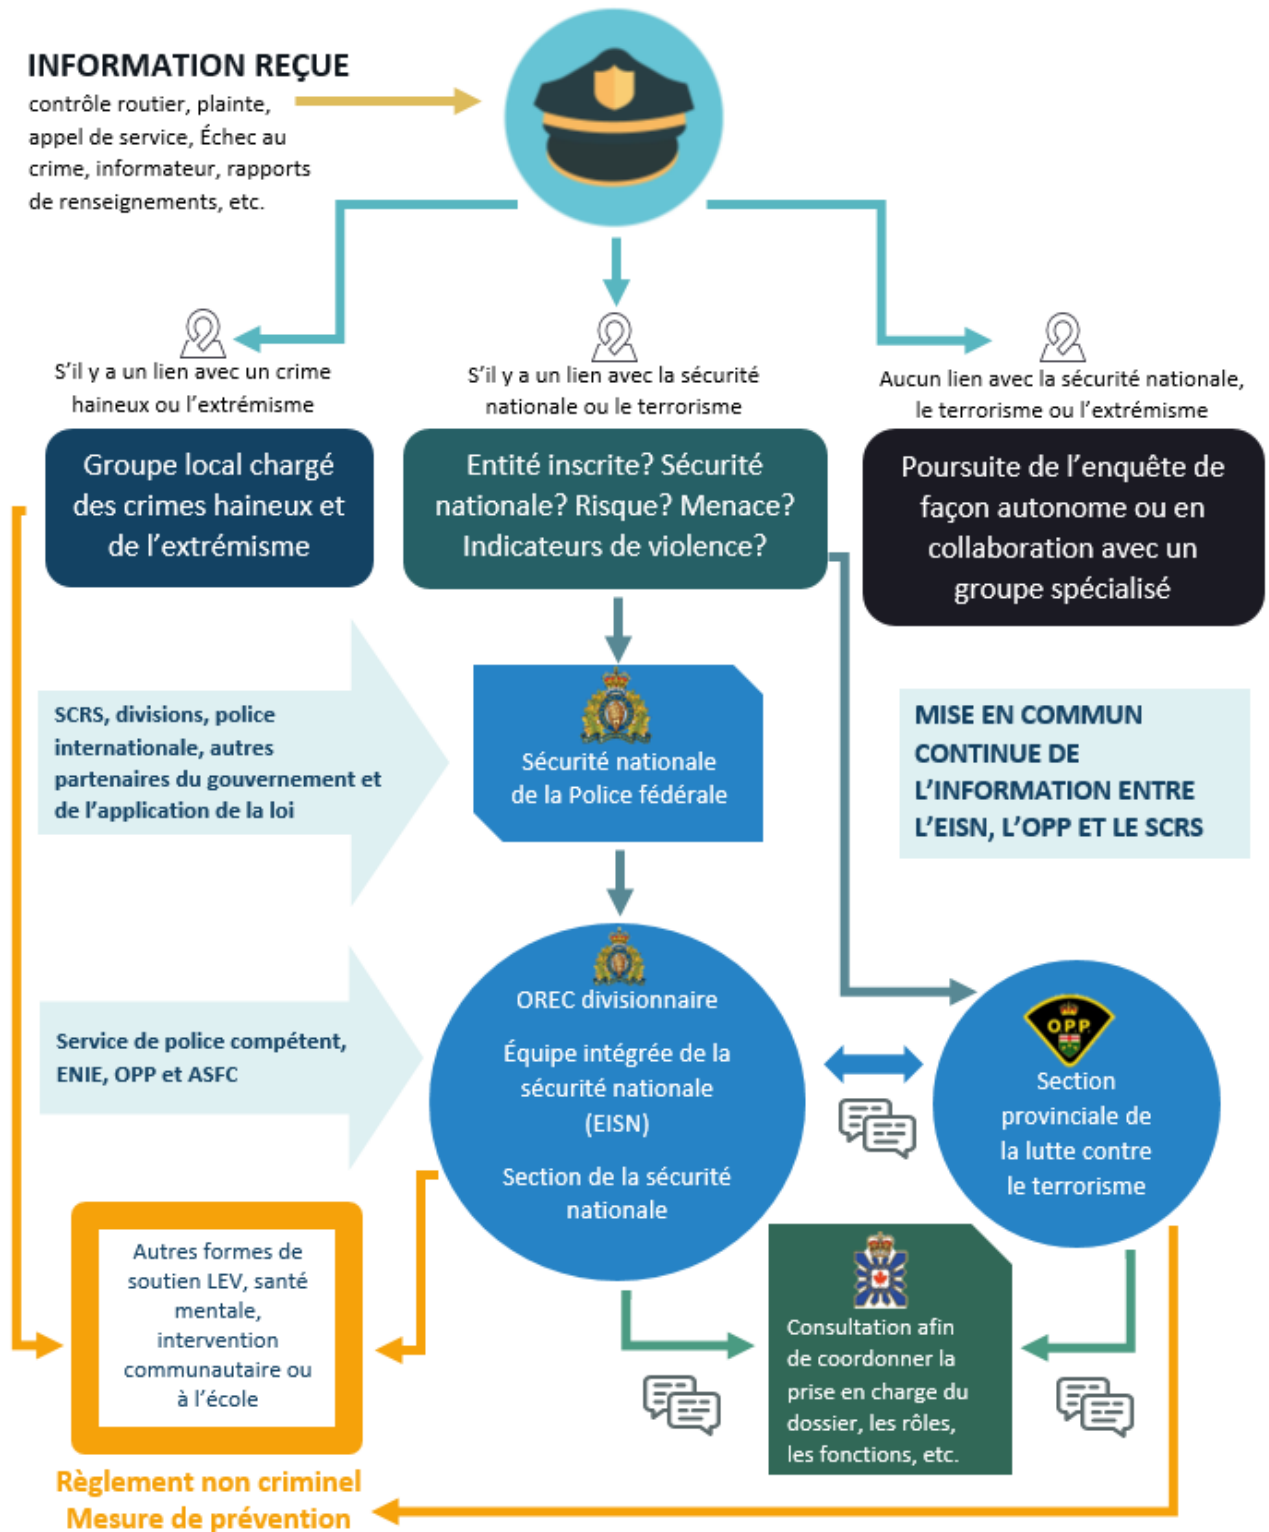 INFORMATION REÇUE
contrôle routier, plainte,
appel de service, Échec au
crime, informateur, rapports
de renseignements, etc.
S'il y a un lien avec un crime
haineux ou l'extrémisme
S'il y a un lien avec la sécurité
nationale ou le terrorisme
Aucun lien avec la sécurité nationale,
le terrorisme ou l'extrémisme
Groupe local chargé
des crimes haineux et
de l'extrémisme
Entité inscrite? Sécurité
nationale? Risque? Menace?
Indicateurs de violence?
Poursuite de l'enquête de
façon autonome ou en
collaboration avec un
groupe spécialisé
SCRS, divisions, police
internationale, autres
partenaires du gouvernement et
de l'application de la loi
Sécurité nationale
de la Police fédérale
MISE EN COMMUN
CONTINUE DE
L'INFORMATION ENTRE
L'EISN, L'OPP ET LE SCRS
Service de police compétent,
ENIE, OPP et ASFC
OREC divisionnaire
Équipe intégrée de la
sécurité nationale
(EISN)
Section de la sécurité
nationale
OPP
Section
provinciale de
la lutte contre
le terrorisme
Autres formes de
soutien LEV, santé
mentale,
intervention
communautaire ou
à l'école
Consultation afin
de coordonner la
prise en charge du
dossier, les rôles,
les fonctions, etc.
Règlement non criminel
Mesure de prévention